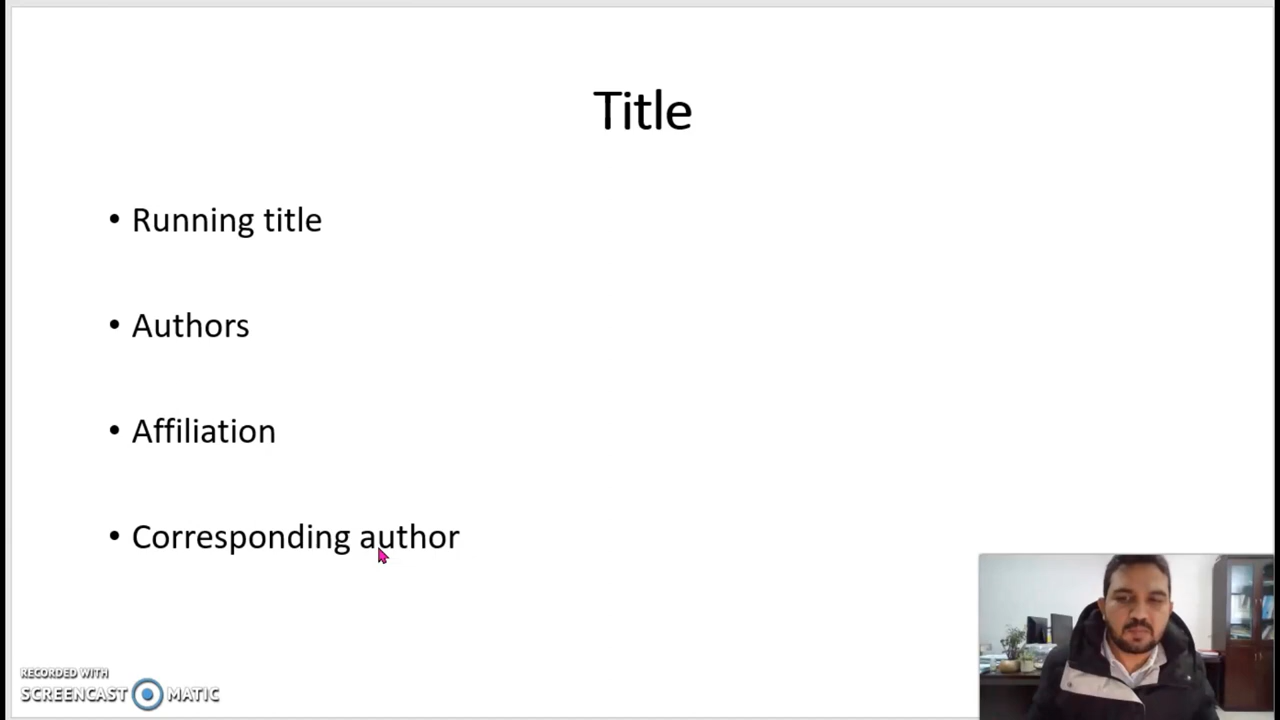 Title
• Running title
• Authors
• Affiliation
• Corresponding author
RECORDED WITH
SCREENCAST MATIC